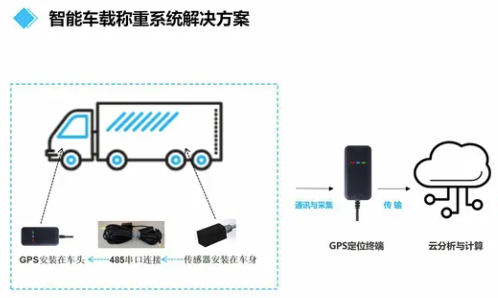 智能车载称重系统解决方案
通讯与采集
传 输
GPS定位终端
云分析与计算
GPS安装在车头
485串口连接
传感器安装在车身